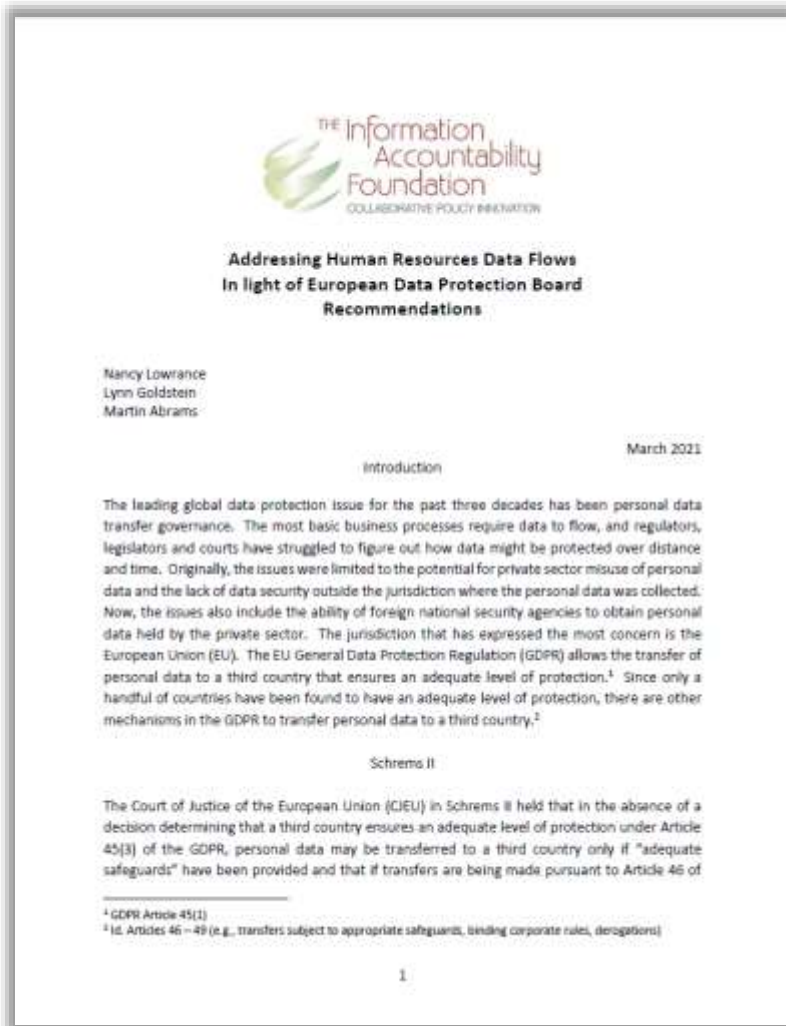 THE Information
Accountability
Foundation
COLLABORATIVE POLICY INNOVATION
Addressing Human Resources Data Flows
In light of European Data Protection Board
Recommendations
Nancy Lowrance
Lynn Goldstein
Martin Abrams
March 2021
Introduction
The leading global data protection issue for the past three decades has been personal data
transfer governance. The most basic business processes require data to flow, and regulators,
legislators and courts have struggled to figure out how data might be protected over distance
and time. Originally, the issues were limited to the potential for private sector misuse of personal
data and the lack of data security outside the jurisdiction where the personal data was collected.
Now, the issues also include the ability of foreign national security agencies to obtain personal
data held by the private sector. The jurisdiction that has expressed the most concern is the
European Union (EU). The EU General Data Protection Regulation (GDPR) allows the transfer of
personal data to a third country that ensures an adequate level of protection.¹ Since only a
handful of countries have been found to have an adequate level of protection, there are other
mechanisms in the GDPR to transfer personal data to a third country.²
Schrems II
The Court of Justice of the European Union (CJEU) in Schrems II held that in the absence of a
decision determining that a third country ensures an adequate level of protection under Article
45(3) of the GDPR, personal data may be transferred to a third country only if “adequate
safeguards” have been provided and that if transfers are being made pursuant to Article 46 of
¹ GDPR Article 45(1)
² Id. Articles 46 – 49 (e.g., transfers subject to appropriate safeguards, binding corporate rules, derogations)
1